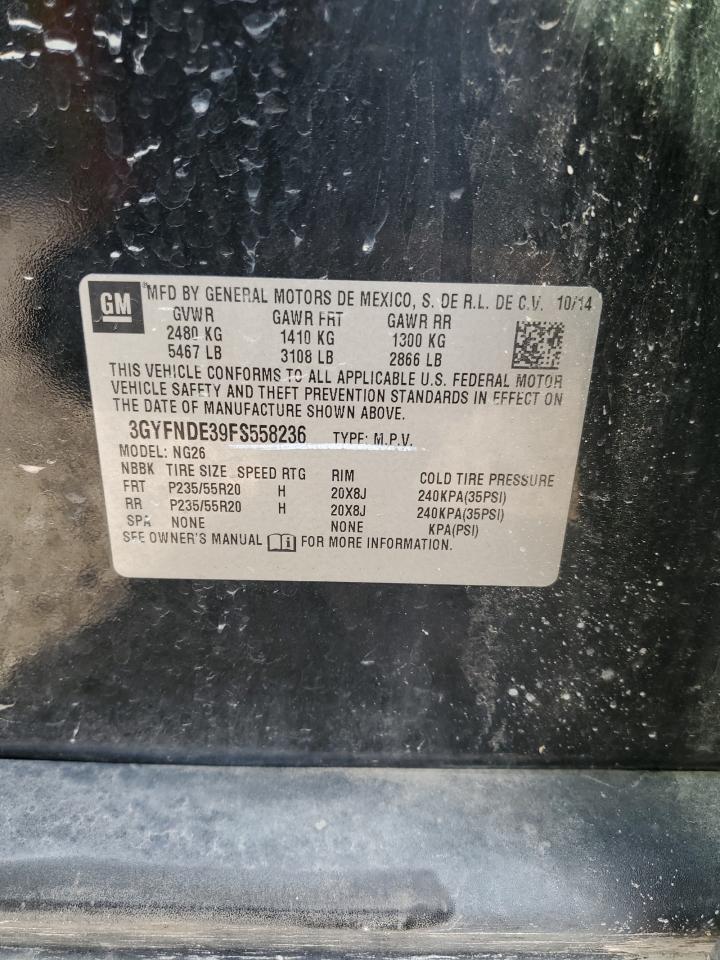 GM ®MFD BY GENERAL MOTORS DE MEXICO, S. DE R.L. DE C.V. 10/14
GVWR GAWR FRT GAWR RR
2480 KG 1410 KG 1300 KG
5467 LB 3108 LB 2866 LB
THIS VEHICLE CONFORMS TO ALL APPLICABLE U.S. FEDERAL MOTOR
VEHICLE SAFETY AND THEFT PREVENTION STANDARDS IN EFFECT ON
THE DATE OF MANUFACTURE SHOWN ABOVE.
3GYFNDE39FS558236 TYPE: M.P.V.
MODEL: NG26
NBBK TIRE SIZE SPEED RTG RIM COLD TIRE PRESSURE
FRT P235/55R20 H 20X8J 240KPA(35PSI)
RR P235/55R20 H 20X8J 240KPA(35PSI)
SPA NONE NONE KPA(PSI)
SEE OWNER'S MANUAL FOR MORE INFORMATION.